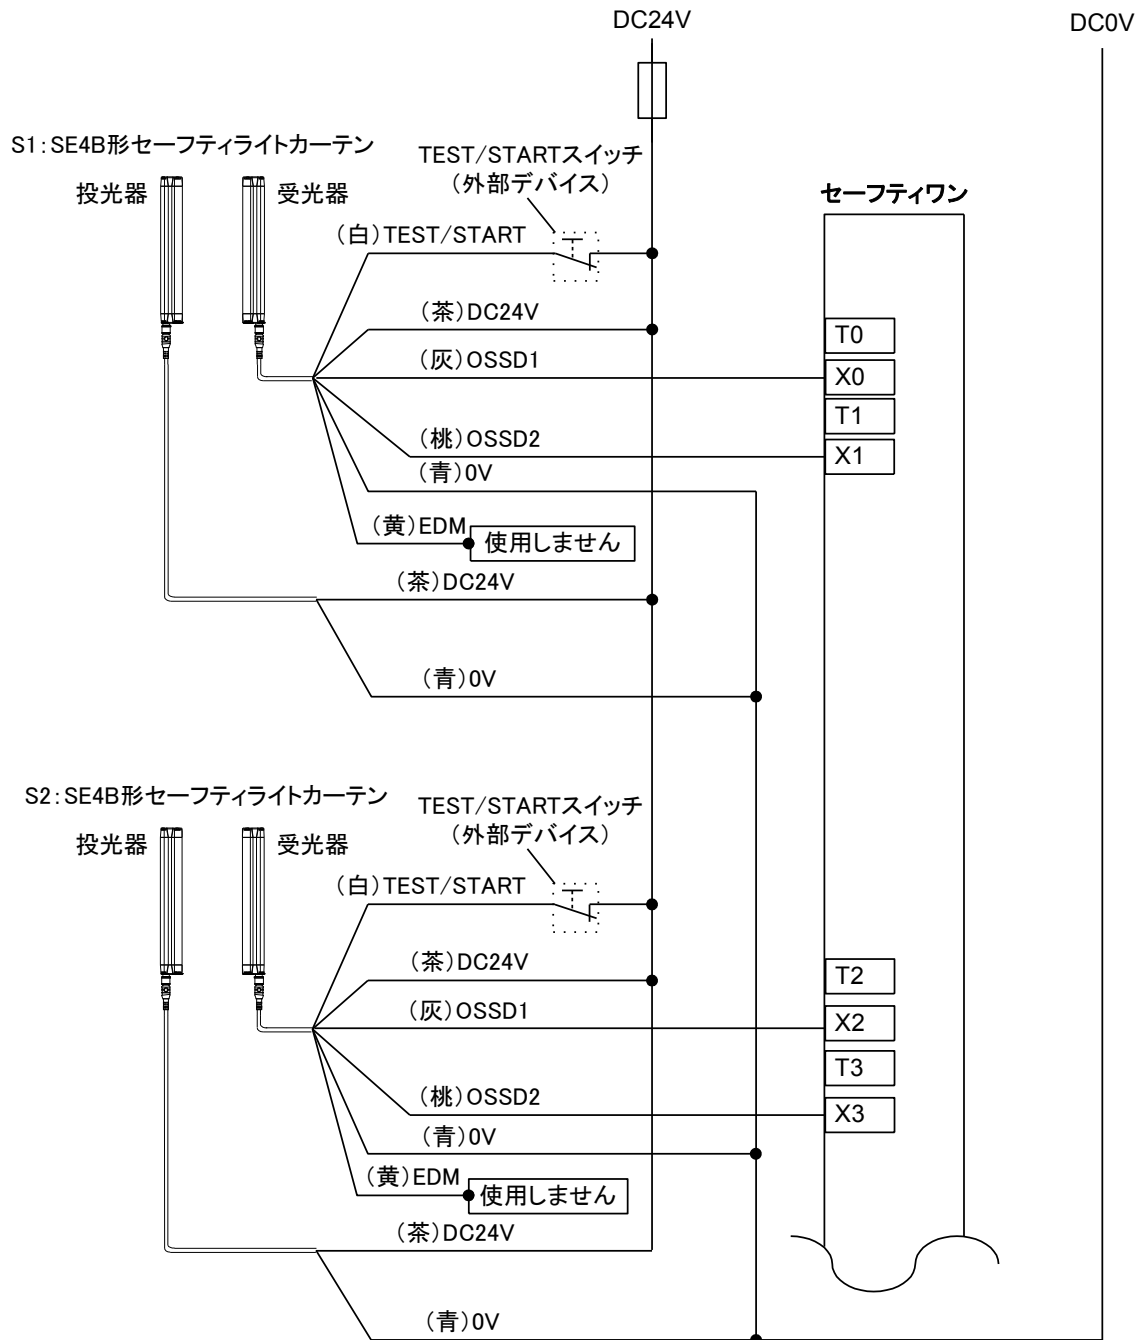 DC24V
DC0V
S1：SE4B形セーフティライトカーテン
投光器
受光器
TEST/STARTスイッチ
（外部デバイス）
セーフティワン
（白）TEST/START
（茶）DC24V
T0
（灰）OSSD1
X0
T1
（桃）OSSD2
X1
（青）0V
（黄）EDM
使用しません
（茶）DC24V
（青）0V
S2：SE4B形セーフティライトカーテン
投光器
受光器
TEST/STARTスイッチ
（外部デバイス）
（白）TEST/START
（茶）DC24V
T2
（灰）OSSD1
X2
T3
（桃）OSSD2
X3
（青）0V
（黄）EDM
使用しません
（茶）DC24V
（青）0V